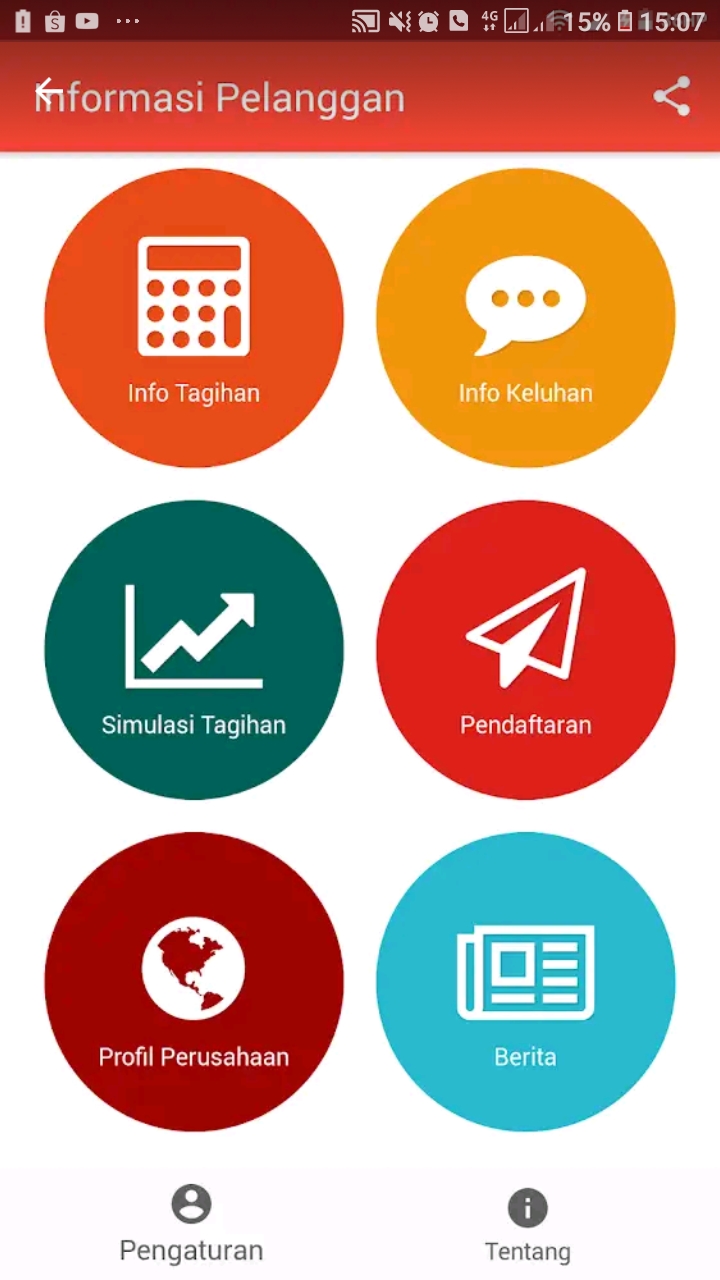 4G 15% 15:07
Informasi Pelanggan
Info Tagihan
Info Keluhan
Simulasi Tagihan
Pendaftaran
Profil Perusahaan
Berita
Pengaturan
Tentang